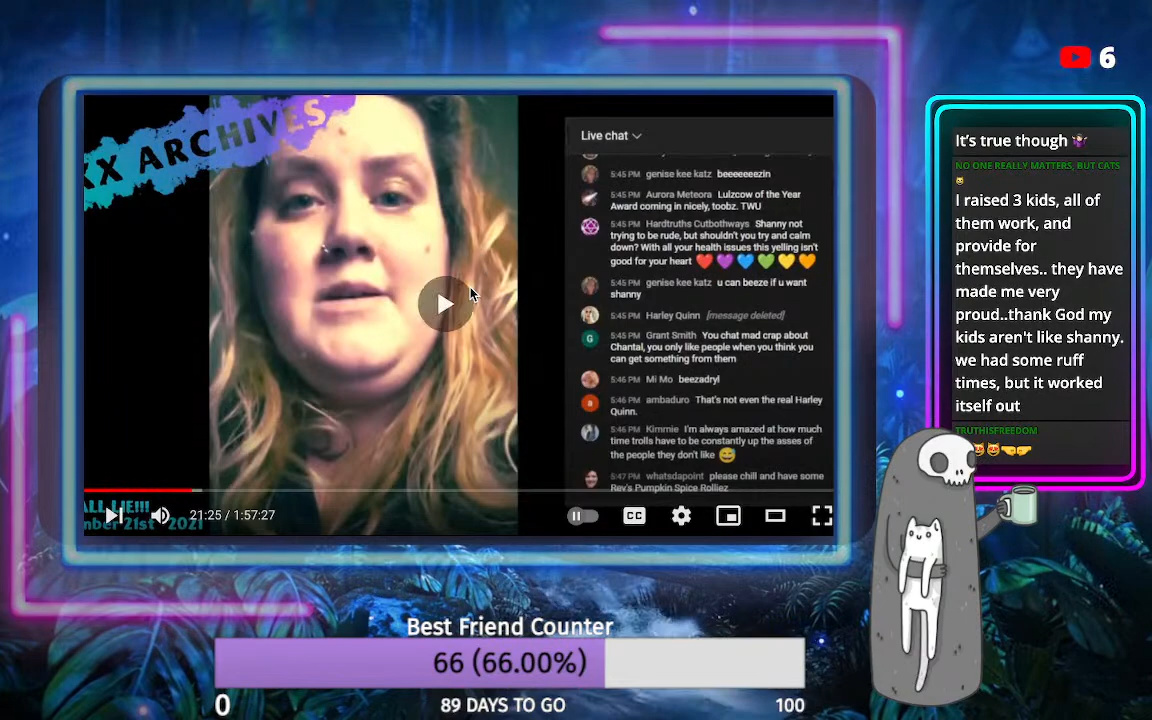 XX ARCHIVES
Live chat
5:45 PM genise kee katz beeeeeeezin
5:45 PM Aurora Meteora Lulzcow of the Year
Award coming in nicely, toobz. TWU
5:45 PM Hardtruths Cutbothways Shanny not
trying to be rude, but shouldn't you try and calm
down? With all your health issues this yelling isn't
good for your heart ❤️💜💙💚💛🧡
5:45 PM genise kee katz u can beeze if u want
shanny
5:45 PM Harley Quinn [message deleted]
G
5:45 PM Grant Smith You chat mad crap about
Chantal, you only like people when you think you
can get something from them
5:46 PM Mi Mo beezadryl
a
5:46 PM ambaduro That's not even the real Harley
Quinn.
5:46 PM Kimmie I'm always amazed at how much
time trolls have to be constantly up the asses of
the people they don't like 😅
5:47 PM whatsdapoint please chill and have some
Rev's Pumpkin Spice Rolliez
ALL LIE!!!
mber 21st 2021
21:25 / 1:57:27
CC
6
It's true though
NO ONE REALLY MATTERS, BUT CATS
I raised 3 kids, all of
them work, and
provide for
themselves.. they have
made me very
proud..thank God my
kids aren't like shanny.
we had some ruff
times, but it worked
itself out
TRUTHISFREEDOM
Best Friend Counter
66 (66.00%)
0
89 DAYS TO GO
100